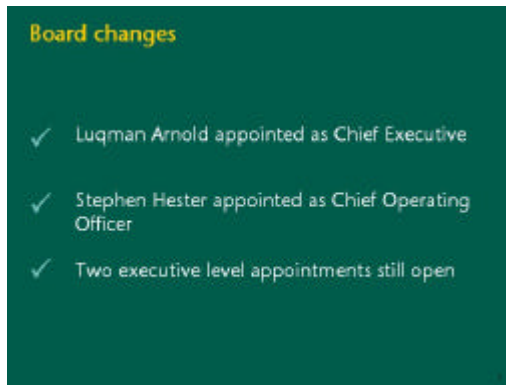 Board changes
Luqman Arnold appointed as Chief Executive
Stephen Hester appointed as Chief Operating
Officer
Two executive level appointments still open